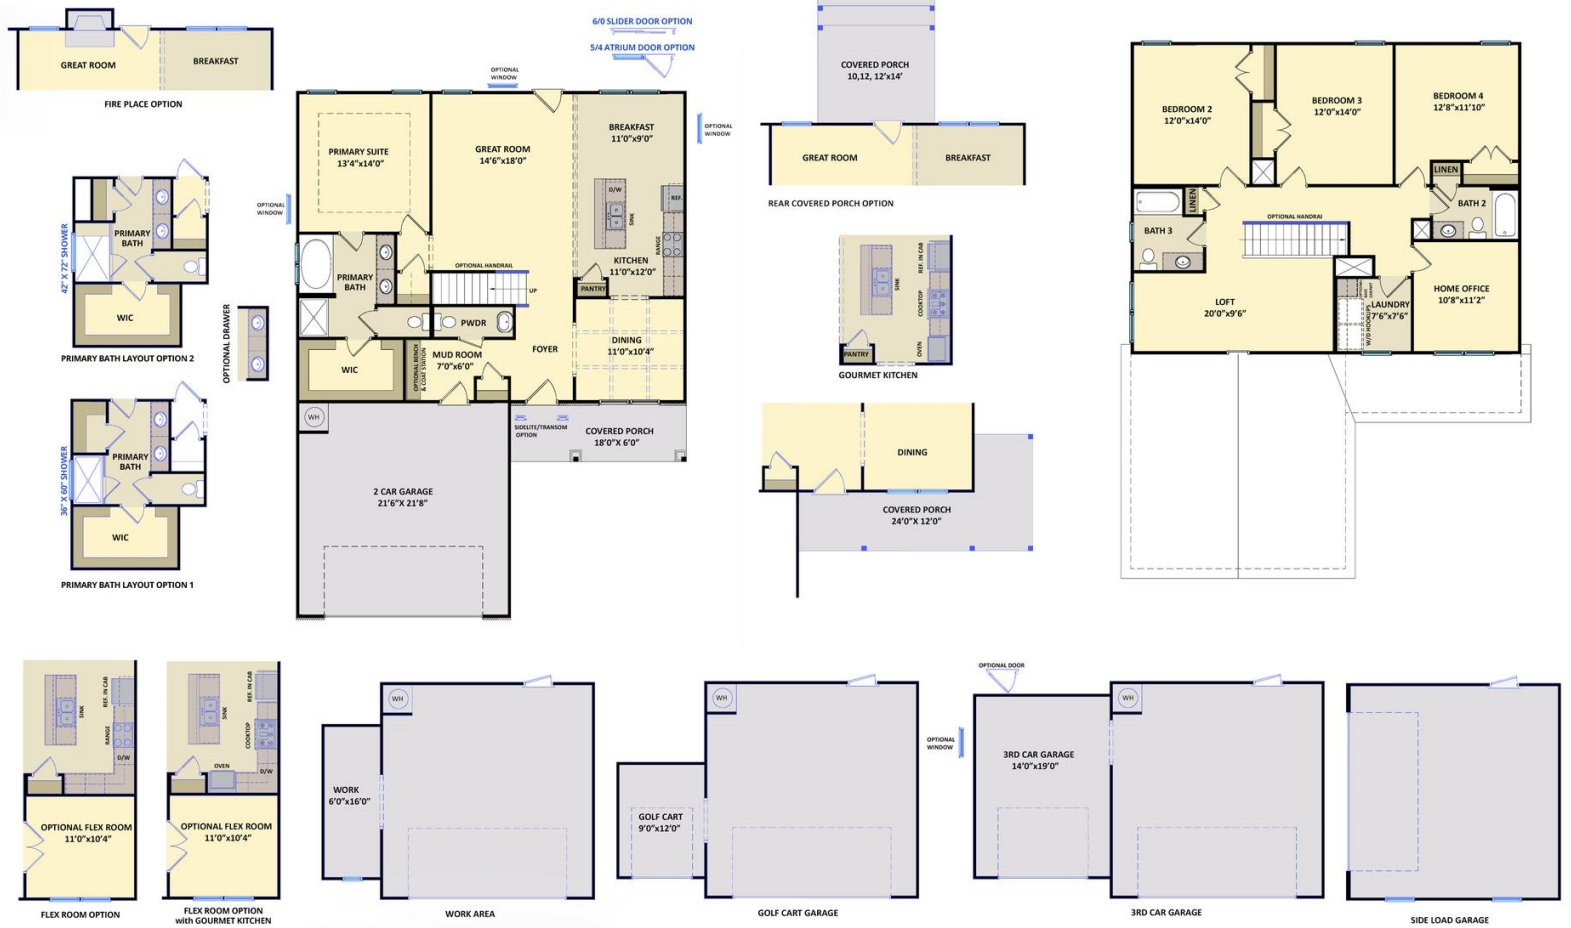 GREAT ROOM
BREAKFAST
FIRE PLACE OPTION
6/0 SLIDER DOOR OPTION
5/4 ATRIUM DOOR OPTION
OPTIONAL
WINDOW
OPTIONAL
WINDOW
OPTIONAL
WINDOW
PRIMARY SUITE
13'4"x14'0"
GREAT ROOM
14'6"x18'0"
BREAKFAST
11'0"x9'0"
D/W
SINK
REF.
RANGE
KITCHEN
11'0"x12'0"
PANTRY
OPTIONAL HANDRAIL
UP
PRIMARY
BATH
PWDR
WIC
OPTIONAL BENCH
& COAT STATION
MUD ROOM
7'0"x6'0"
FOYER
DINING
11'0"x10'4"
WH
SIDELITE/TRANSOM
OPTION
COVERED PORCH
18'0"X 6'0"
2 CAR GARAGE
21'6"X 21'8"
42" X 72" SHOWER
PRIMARY
BATH
WIC
PRIMARY BATH LAYOUT OPTION 2
OPTIONAL DRAWER
36" X 60" SHOWER
PRIMARY
BATH
WIC
PRIMARY BATH LAYOUT OPTION 1
COVERED PORCH
10,12, 12'x14'
GREAT ROOM
BREAKFAST
REAR COVERED PORCH OPTION
REF. IN CAB
SINK
COOKTOP
OVEN
PANTRY
GOURMET KITCHEN
DINING
COVERED PORCH
24'0"X 12'0"
BEDROOM 2
12'0"x14'0"
BEDROOM 3
12'0"x14'0"
BEDROOM 4
12'8"x11'10"
LINEN
LINEN
BATH 2
BATH 3
OPTIONAL HANDRAI
LOFT
20'0"x9'6"
W/D HOOKUPS
LAUNDRY
7'6"x7'6"
HOME OFFICE
10'8"x11'2"
REF. IN CAB
SINK
RANGE
D/W
OPTIONAL FLEX ROOM
11'0"x10'4"
FLEX ROOM OPTION
REF. IN CAB
SINK
COOKTOP
OVEN
D/W
OPTIONAL FLEX ROOM
11'0"x10'4"
FLEX ROOM OPTION
with GOURMET KITCHEN
WH
WORK
6'0"x16'0"
WORK AREA
WH
GOLF CART
9'0"x12'0"
GOLF CART GARAGE
OPTIONAL DOOR
OPTIONAL
WINDOW
WH
3RD CAR GARAGE
14'0"x19'0"
3RD CAR GARAGE
SIDE LOAD GARAGE